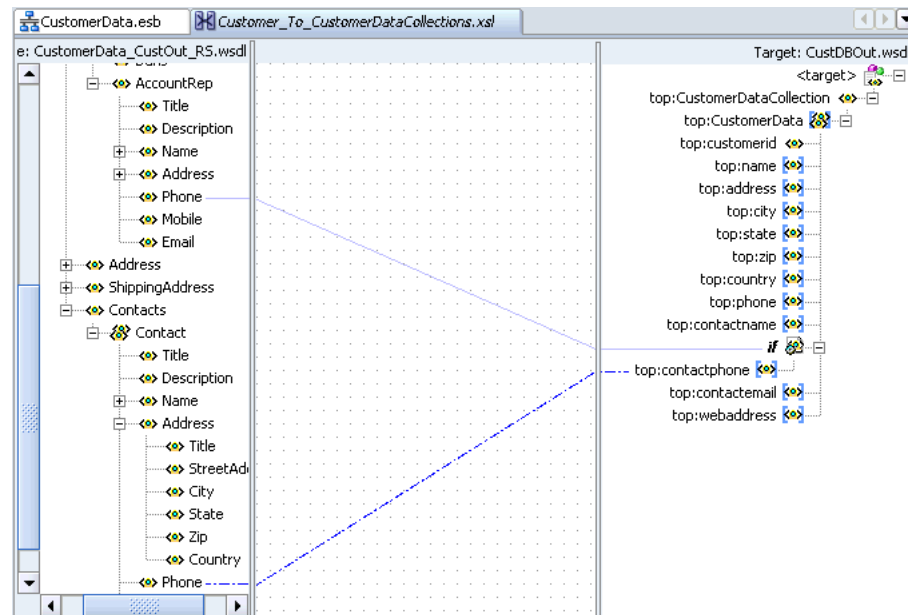 CustomerData.esb
Customer_To_CustomerDataCollections.xsl
e: CustomerData_CustOut_RS.wsdl
AccountRep
Title
Description
Name
Address
Phone
Mobile
Email
Address
ShippingAddress
Contacts
Contact
Title
Description
Name
Address
Title
StreetAd
City
State
Zip
Country
Phone
Target: CustDBOut.wsd
<target>
top:CustomerDataCollection
top:CustomerData
top:customerid
top:name
top:address
top:city
top:state
top:zip
top:country
top:phone
top:contactname
if
top:contactphone
top:contactemail
top:webaddress